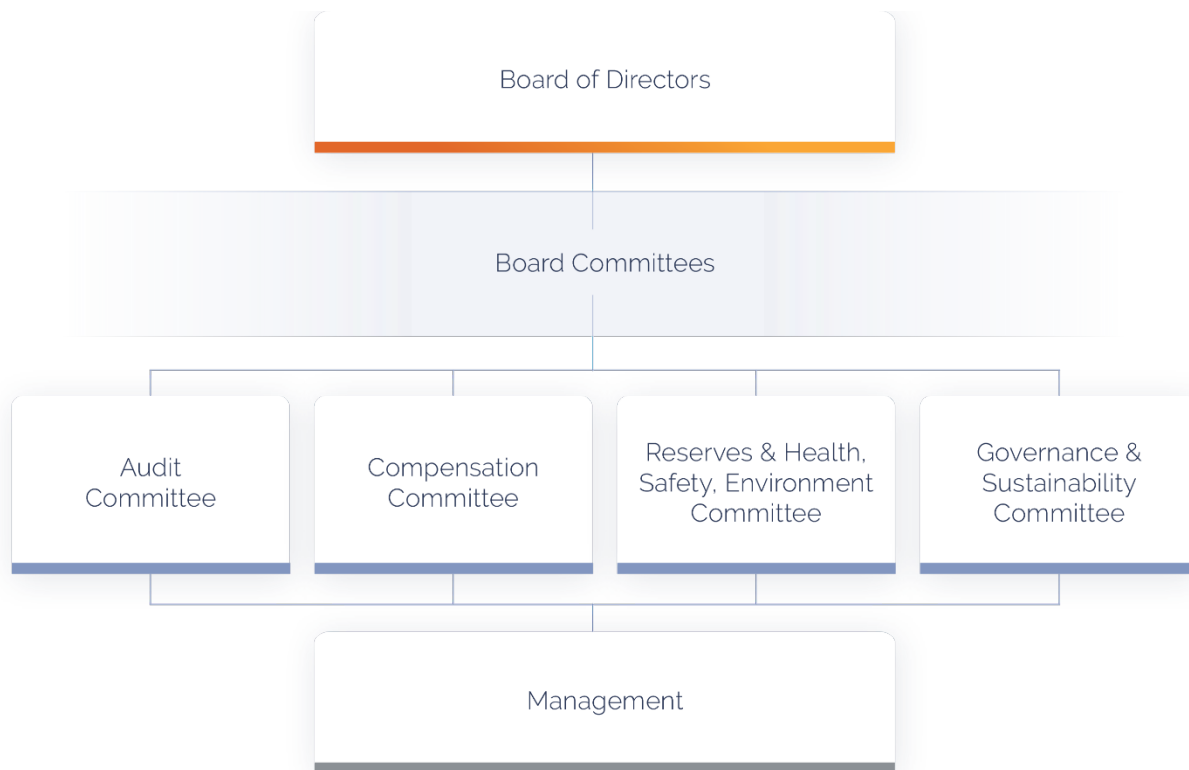 Board of Directors
Board Committees
Audit
Committee
Compensation
Committee
Reserves & Health,
Safety, Environment
Committee
Governance &
Sustainability
Committee
Management